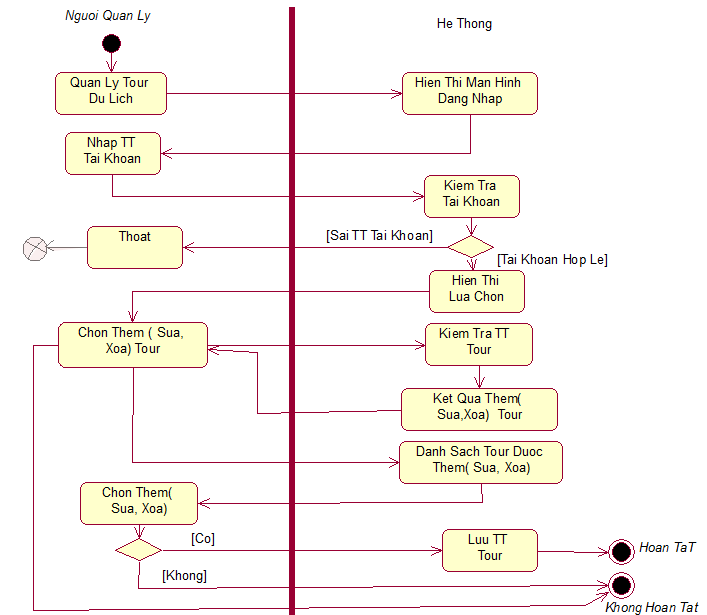 Nguoi Quan Ly
He Thong
Quan Ly Tour
Du Lich
Hien Thi Man Hinh
Dang Nhap
Nhap TT
Tai Khoan
Kiem Tra
Tai Khoan
Thoat
[Sai TT Tai Khoan]
[Tai Khoan Hop Le]
Hien Thi
Lua Chon
Chon Them ( Sua,
Xoa) Tour
Kiem Tra TT
Tour
Ket Qua Them(
Sua,Xoa) Tour
Danh Sach Tour Duoc
Them( Sua, Xoa)
Chon Them(
Sua, Xoa)
[Co]
Luu TT
Tour
Hoan TaT
[Khong]
Khong Hoan Tat